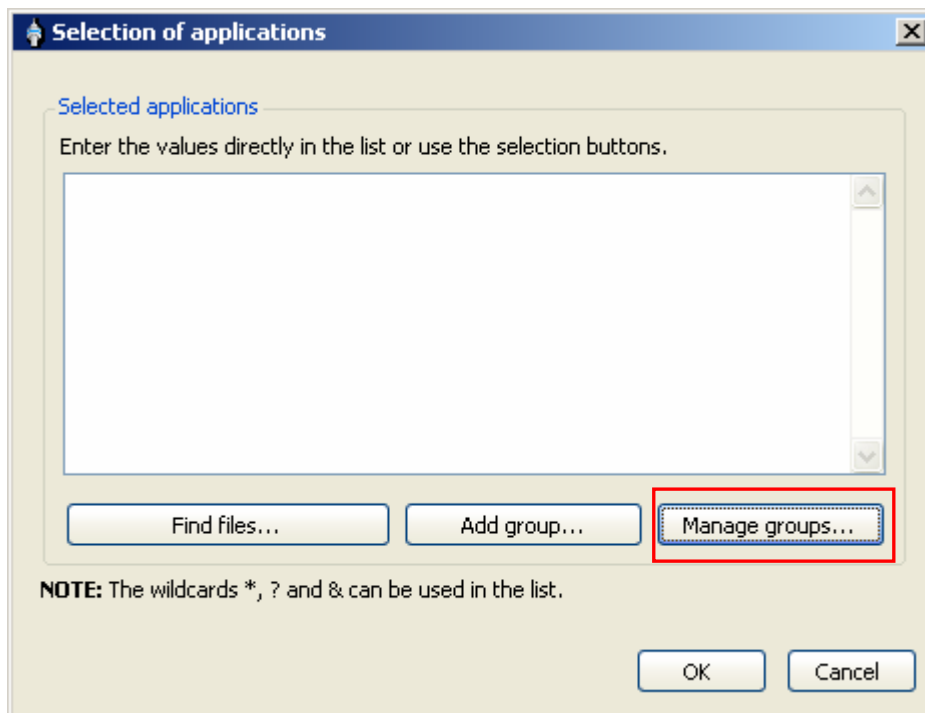 Selection of applications
Selected applications
Enter the values directly in the list or use the selection buttons.
Find files... Add group... Manage groups...
NOTE: The wildcards *, ? and & can be used in the list.
OK Cancel